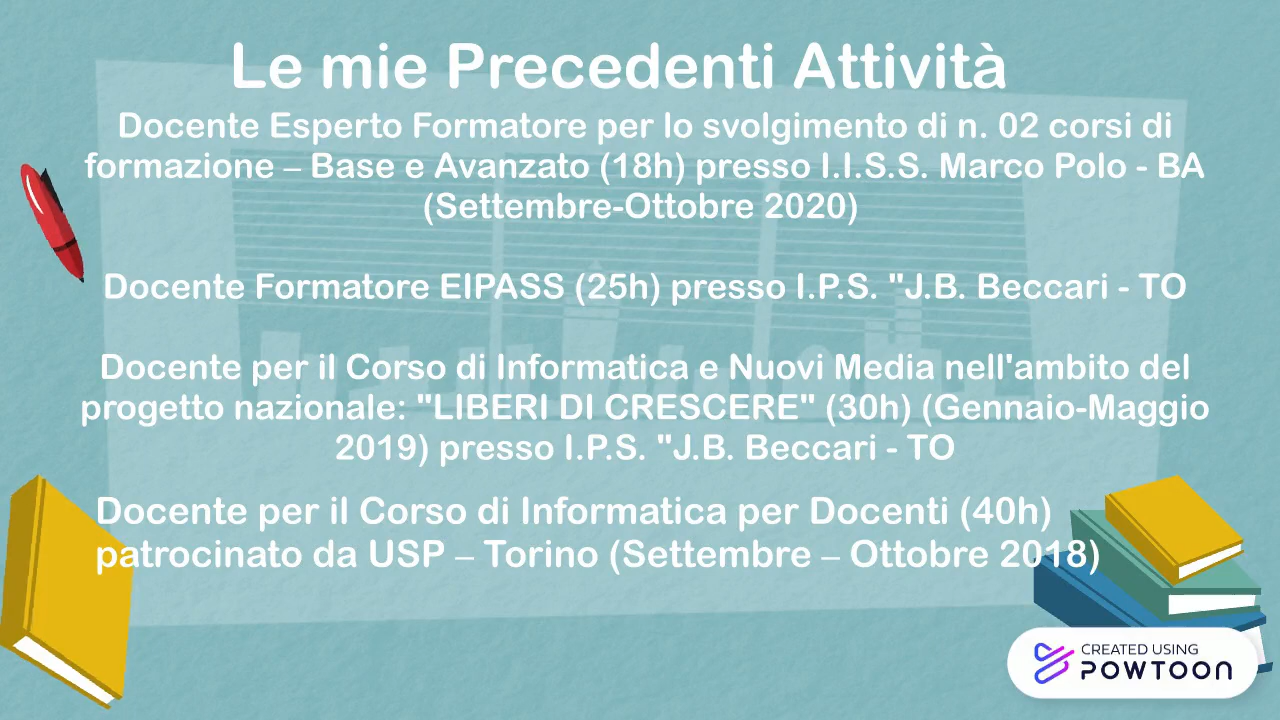 Le mie Precedenti Attività
Docente Esperto Formatore per lo svolgimento di n. 02 corsi di
formazione – Base e Avanzato (18h) presso I.I.S.S. Marco Polo - BA
(Settembre-Ottobre 2020)
Docente Formatore EIPASS (25h) presso I.P.S. "J.B. Beccari - TO
Docente per il Corso di Informatica e Nuovi Media nell'ambito del
progetto nazionale: "LIBERI DI CRESCERE" (30h) (Gennaio-Maggio
2019) presso I.P.S. "J.B. Beccari - TO
Docente per il Corso di Informatica per Docenti (40h)
patrocinato da USP – Torino (Settembre – Ottobre 2018)
CREATED USING
POWTOON